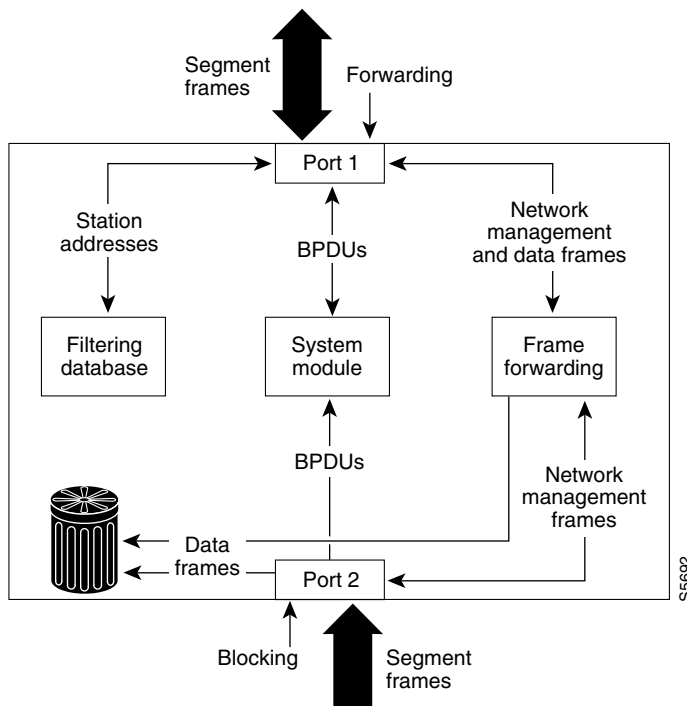 Segment
frames
Forwarding
Port 1
Station
addresses
BPDUs
Network
management
and data frames
Filtering
database
System
module
Frame
forwarding
BPDUs
Network
management
frames
Data
frames
Port 2
Blocking
Segment
frames
S5692